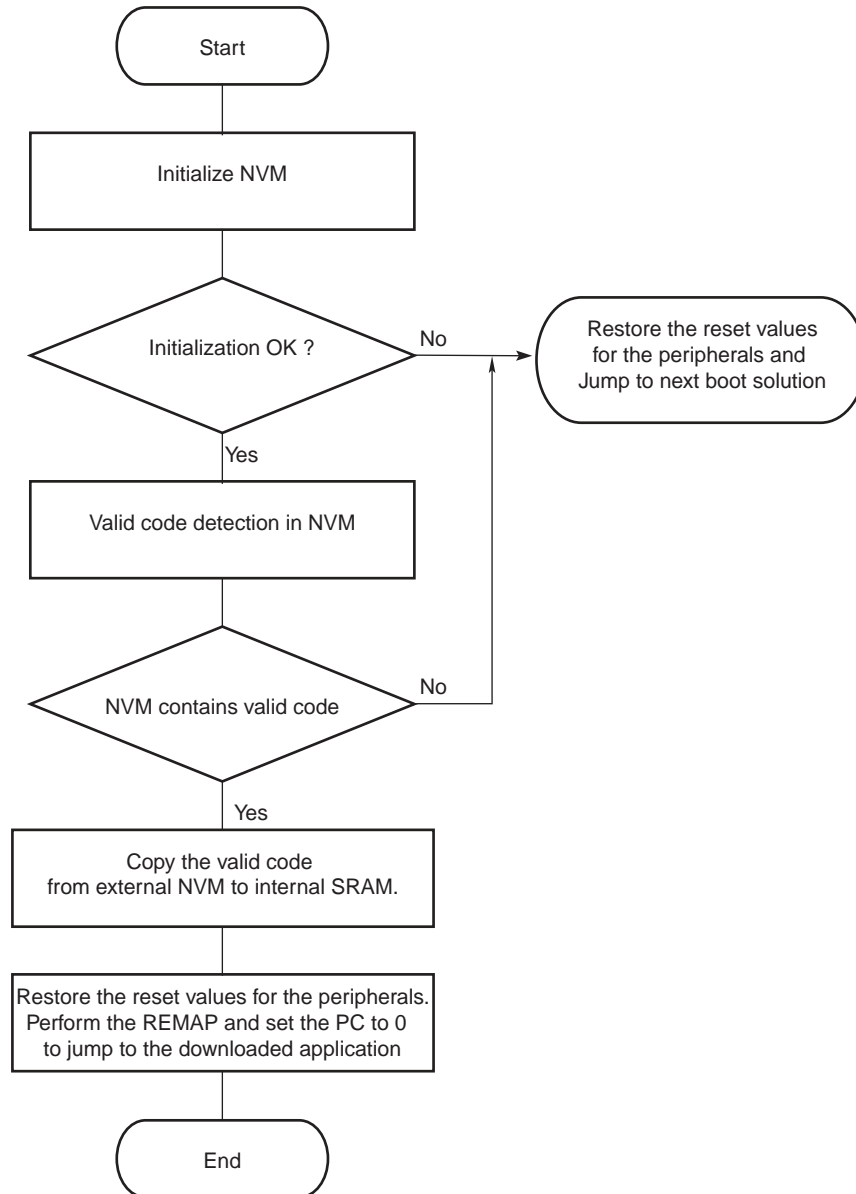 Start
Initialize NVM
Initialization OK ?
No
Restore the reset values
for the peripherals and
Jump to next boot solution
Yes
Valid code detection in NVM
NVM contains valid code
No
Yes
Copy the valid code
from external NVM to internal SRAM.
Restore the reset values for the peripherals.
Perform the REMAP and set the PC to 0
to jump to the downloaded application
End